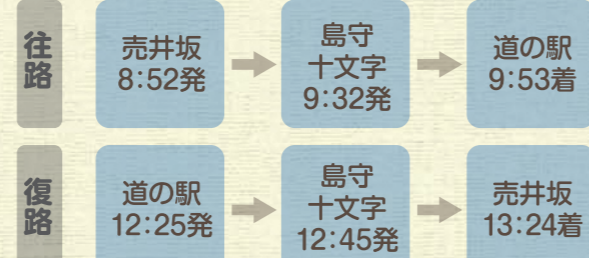 往路
売井坂
8:52発
島守
十文字
9:32発
道の駅
9:53着
復路
道の駅
12:25発
島守
十文字
12:45発
売井坂
13:24着